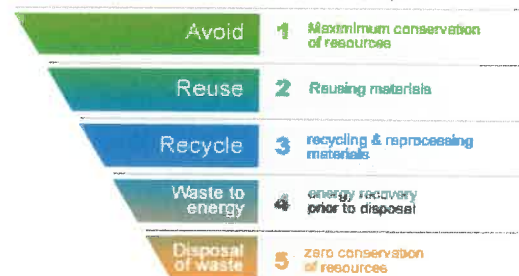 Avoid
1
Maximimum conservation
of resources
Reuse
2
Reusing materials
Recycle
3
recycling & reprocessing
materials
Waste to
energy
4
energy recovery
prior to disposal
Disposal
of waste
5
zero conservation
of resources